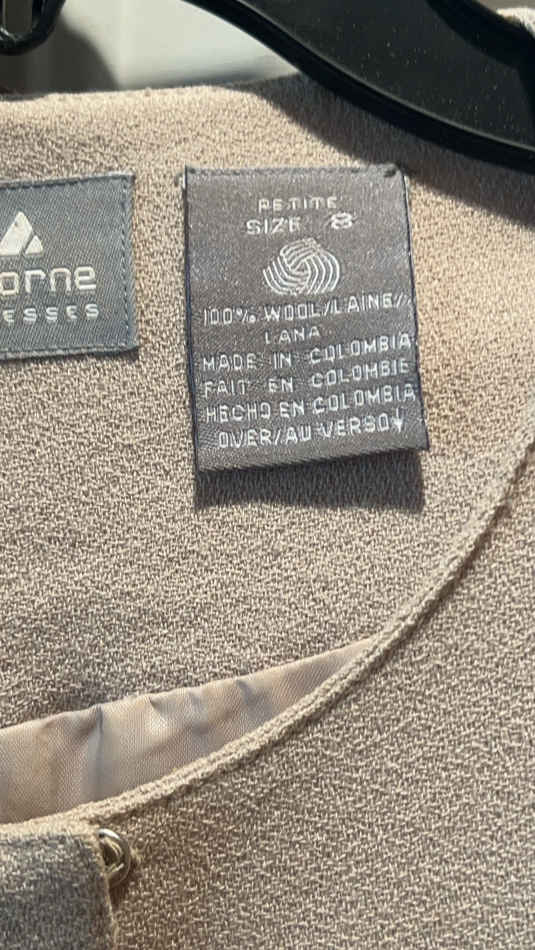 orne
ESSES
PETITE
SIZE 8
100% WOOL/LAINE/
LANA
MADE IN COLOMBIA
FAIT EN COLOMBIE
HECHO EN COLOMBIA
OVER/AU VERSO